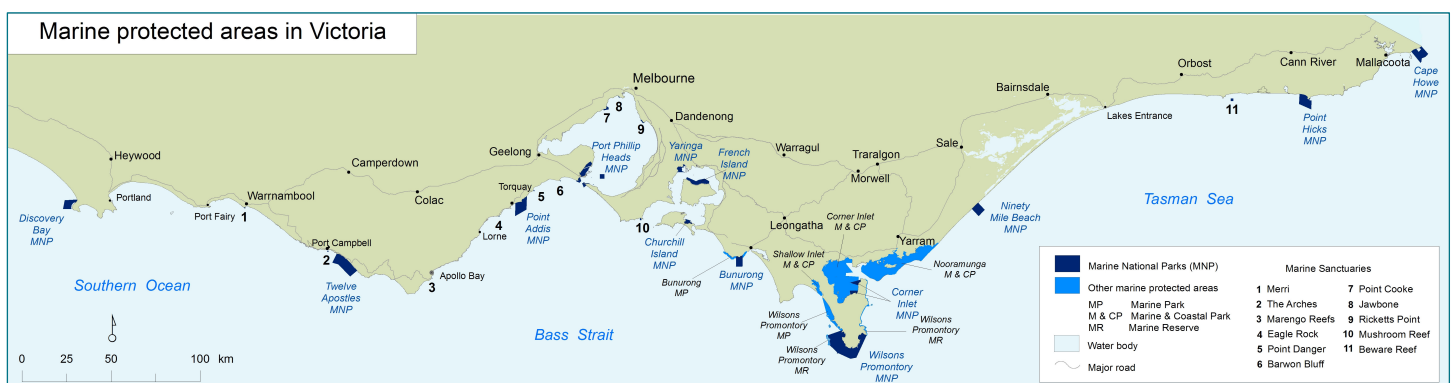 Marine protected areas in Victoria
Melbourne
Heywood
Portland
Discovery
Bay
MNP
Port Fairy
Warrnambool
1
Camperdown
Colac
Port Campbell
2
Twelve
Apostles
MNP
Apollo Bay
3
Lorne
4
Torquay
5
Point
Addis
MNP
6
Geelong
7
8
9
Port Phillip
Heads
MNP
Dandenong
Yaringa
MNP
French
Island
MNP
10
Churchill
Island
MNP
Bunurong
MP
Bunurong
MNP
Warragul
Leongatha
Traralgon
Morwell
Corner Inlet
M & CP
Shallow Inlet
M & CP
Yarram
Nooramunga
M & CP
Corner
Inlet
MNP
Wilsons
Promontory
MP
Wilsons
Promontory
MR
Wilsons
Promontory
MR
Wilsons
Promontory
MNP
Sale
Bairnsdale
Lakes Entrance
Ninety
Mile Beach
MNP
Orbost
11
Cann River
Point
Hicks
MNP
Mallacoota
Cape
Howe
MNP
Southern Ocean
Bass Strait
Tasman Sea
0 25 50 100 km
Marine National Parks (MNP)
Other marine protected areas
MP Marine Park
M & CP Marine & Coastal Park
MR Marine Reserve
Water body
Major road
Marine Sanctuaries
1 Merri
2 The Arches
3 Marengo Reefs
4 Eagle Rock
5 Point Danger
6 Barwon Bluff
7 Point Cooke
8 Jawbone
9 Ricketts Point
10 Mushroom Reef
11 Beware Reef